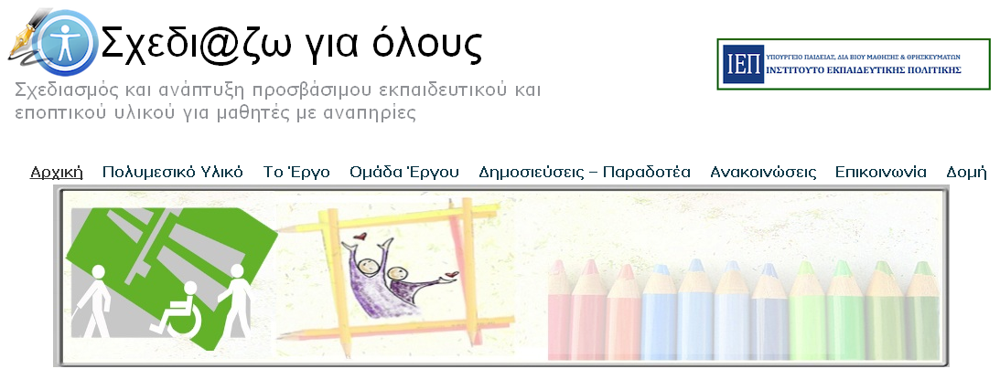 Σχεδι@ζω για όλους
Σχεδιασμός και ανάπτυξη προσβάσιμου εκπαιδευτικού και
εποπτικού υλικού για μαθητές με αναπηρίες
ΙΕΠ
ΥΠΟΥΡΓΕΙΟ ΠΑΙΔΕΙΑΣ, ΔΙΑ ΒΙΟΥ ΜΑΘΗΣΗΣ & ΘΡΗΣΚΕΥΜΑΤΩΝ
ΙΝΣΤΙΤΟΥΤΟ ΕΚΠΑΙΔΕΥΤΙΚΗΣ ΠΟΛΙΤΙΚΗΣ
Αρχική Πολυμεσικό Υλικό Το Έργο Ομάδα Έργου Δημοσιεύσεις – Παραδοτέα Ανακοινώσεις Επικοινωνία Δομή